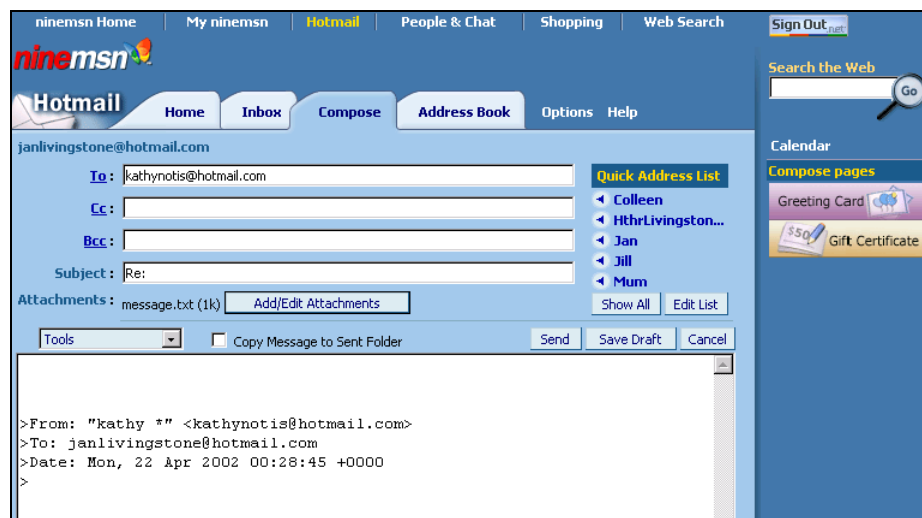 ninemsn Home My ninemsn Hotmail People & Chat Shopping Web Search Sign Out.net
ninemsn
Search the Web
Go
Hotmail Home Inbox Compose Address Book Options Help
janlivingstone@hotmail.com
Calendar
To: kathynotis@hotmail.com
Quick Address List
Compose pages
Cc:
Colleen
Greeting Card
HthrLivingston...
Bcc:
Jan
$50 Gift Certificate
Jill
Subject: Re:
Mum
Attachments: message.txt (1k) Add/Edit Attachments Show All Edit List
Tools Copy Message to Sent Folder Send Save Draft Cancel
>From: "kathy *" <kathynotis@hotmail.com>
>To: janlivingstone@hotmail.com
>Date: Mon, 22 Apr 2002 00:28:45 +0000
>